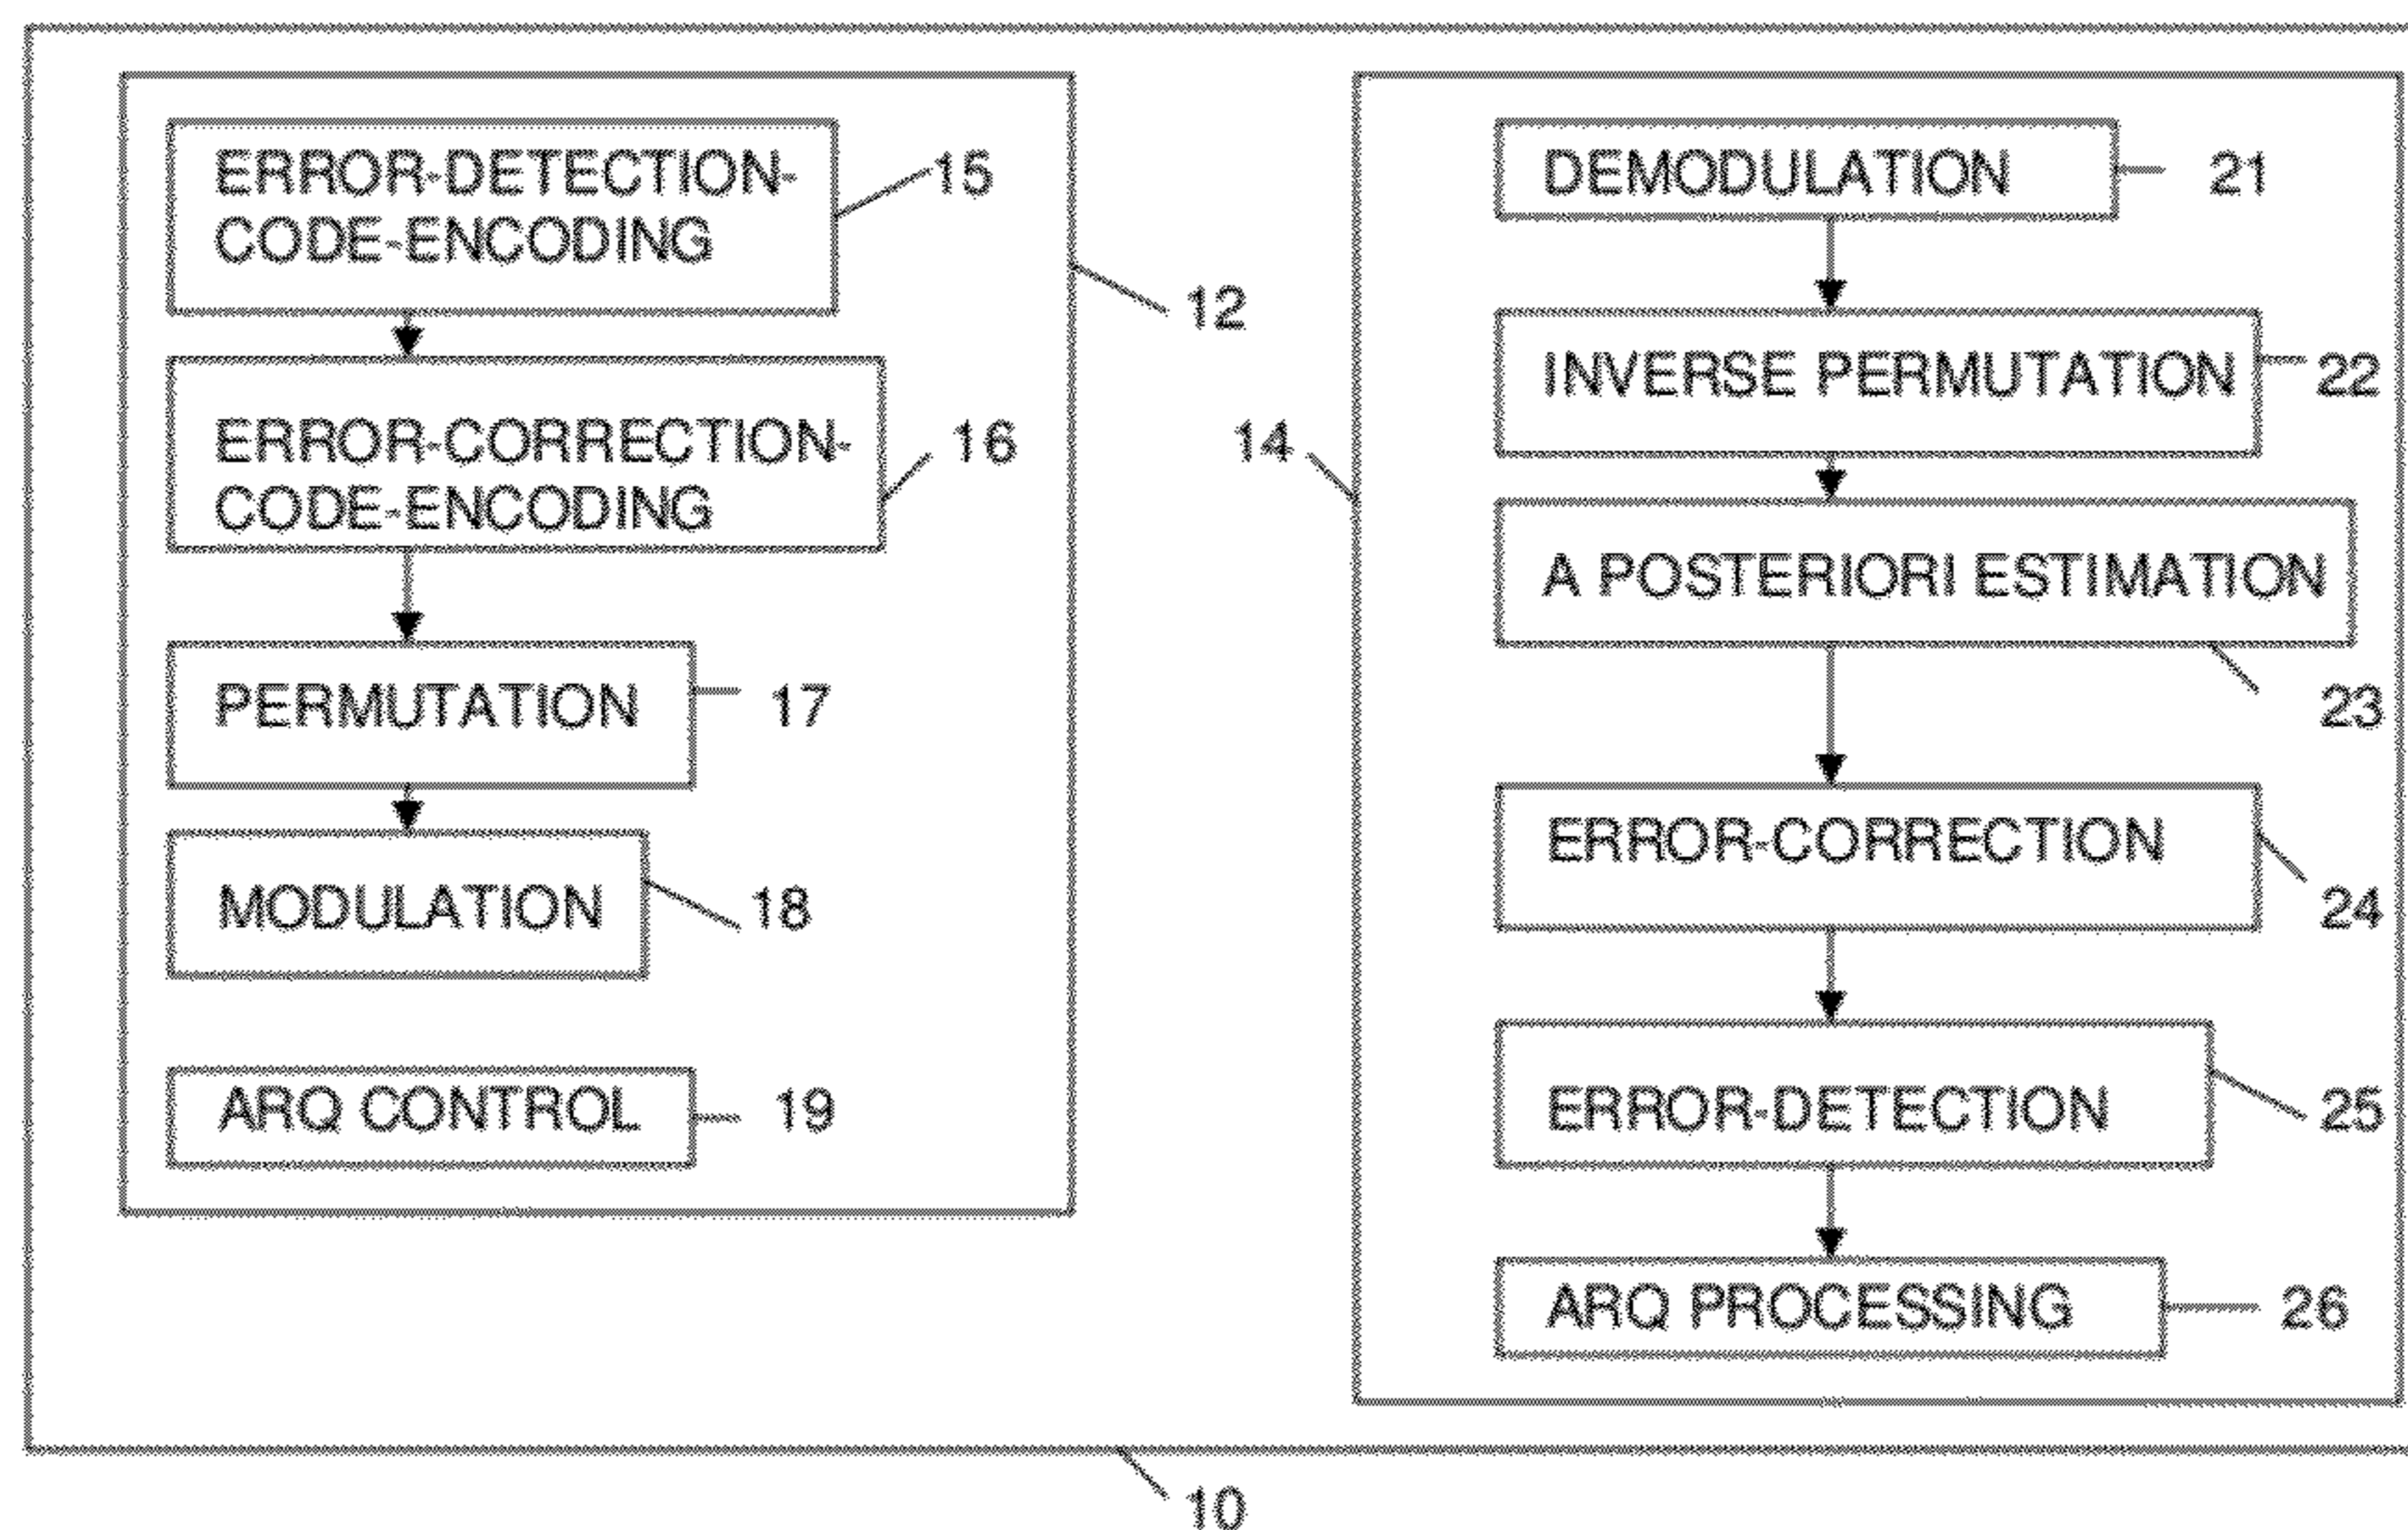 ERROR-DETECTION-
CODE-ENCODING
15
12
ERROR-CORRECTION-
CODE-ENCODING
16
PERMUTATION
17
MODULATION
18
ARQ CONTROL
19
DEMODULATION
21
INVERSE PERMUTATION
22
14
A POSTERIORI ESTIMATION
23
ERROR-CORRECTION
24
ERROR-DETECTION
25
ARQ PROCESSING
26
10